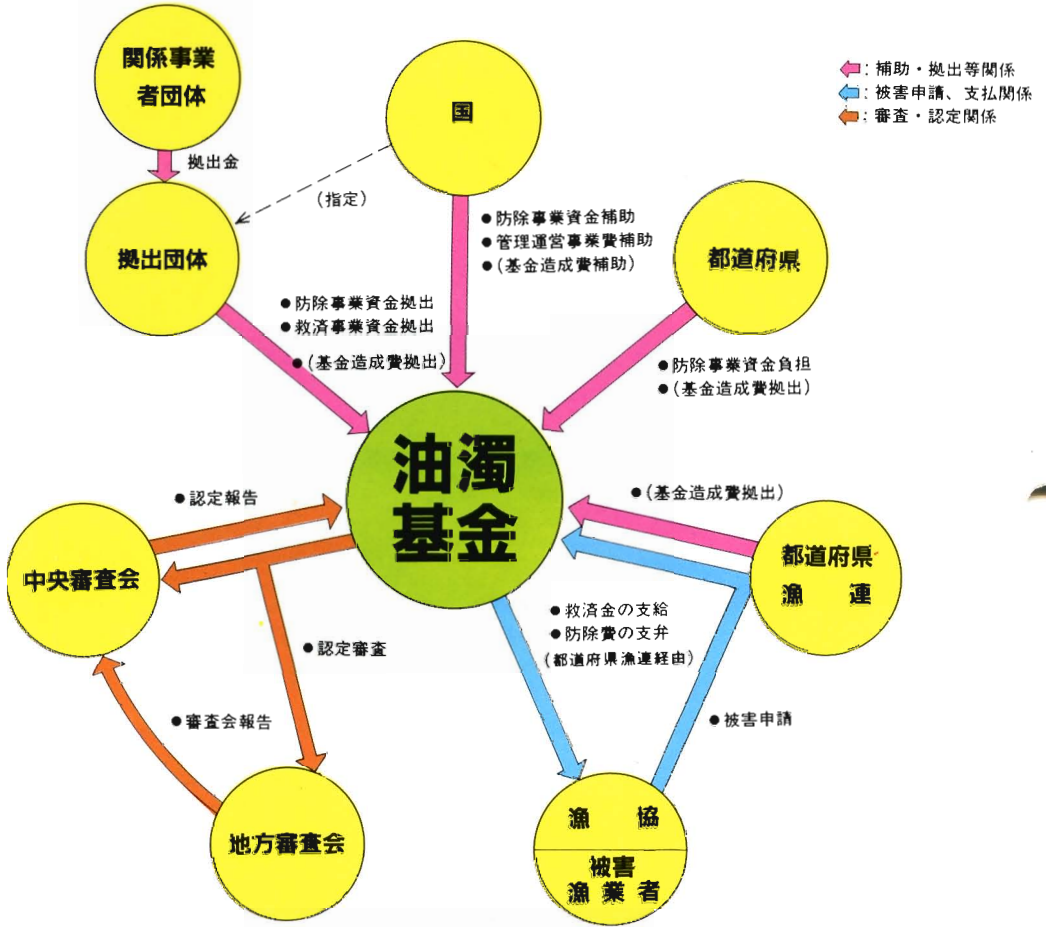 関係事業
者団体
国
:補助・拠出等関係
:被害申請、支払関係
:審査・認定関係
拠出金
(指定)
拠出団体
●防除事業資金補助
●管理運営事業費補助
●(基金造成費補助)
都道府県
●防除事業資金拠出
●救済事業資金拠出
●(基金造成費拠出)
●防除事業資金負担
●(基金造成費拠出)
油濁
基金
●認定報告
●(基金造成費拠出)
中央審査会
都道府県
漁連
●認定審査
●救済金の支給
●防除費の支弁
(都道府県漁連経由)
●審査会報告
●被害申請
地方審査会
漁協
被害
漁業者